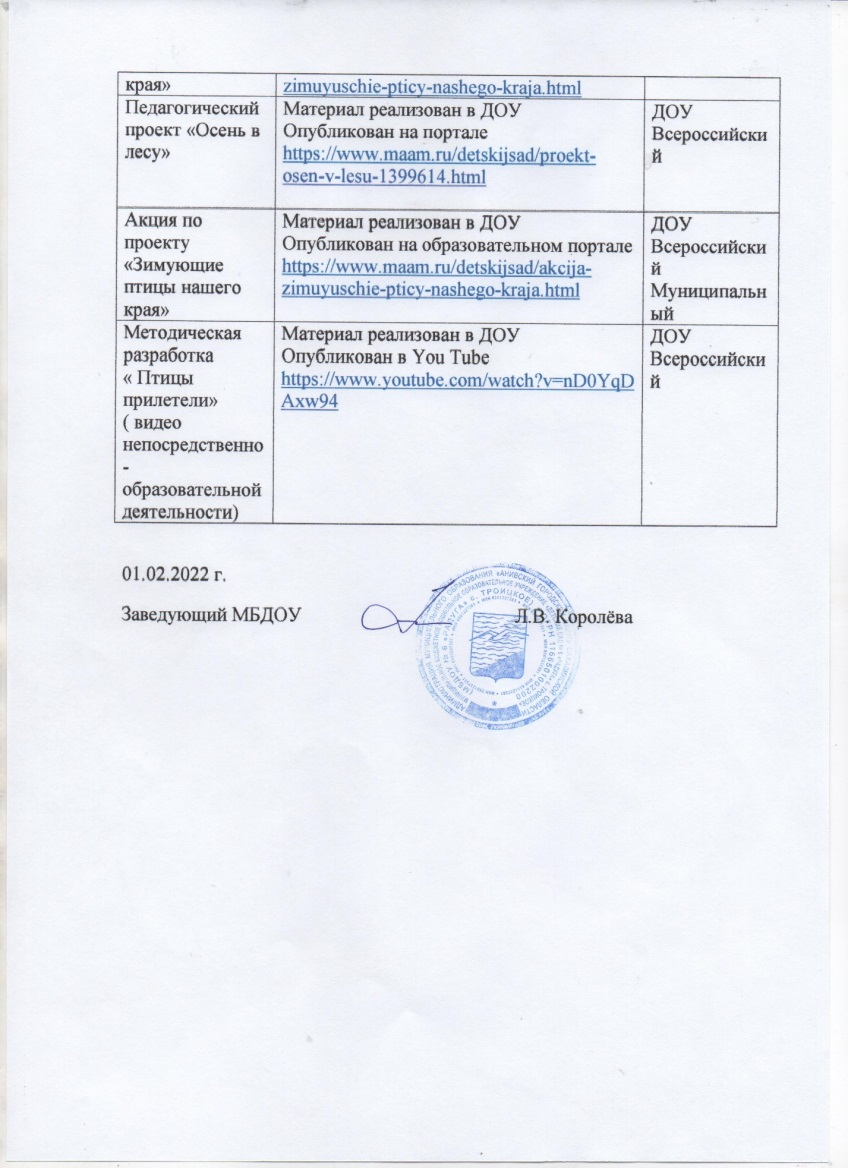 края»
zimuyuschie-pticy-nashego-kraja.html
Педагогический
проект «Осень в
лесу»
Материал реализован в ДОУ
Опубликован на портале
https://www.maam.ru/detskijsad/proekt-
osen-v-lesu-1399614.html
ДОУ
Всероссийски
й
Акция по
проекту
«Зимующие
птицы нашего
края»
Материал реализован в ДОУ
Опубликован на образовательном портале
https://www.maam.ru/detskijsad/akcija-
zimuyuschie-pticy-nashego-kraja.html
ДОУ
Всероссийски
й
Муниципальн
ый
Методическая
разработка
« Птицы
прилетели»
( видео
непосредственно
-
образовательной
деятельности)
Материал реализован в ДОУ
Опубликован в You Tube
https://www.youtube.com/watch?v=nD0YqD
Axw94
ДОУ
Всероссийски
й
01.02.2022 г.
Заведующий МБДОУ
Л.В. Королёва